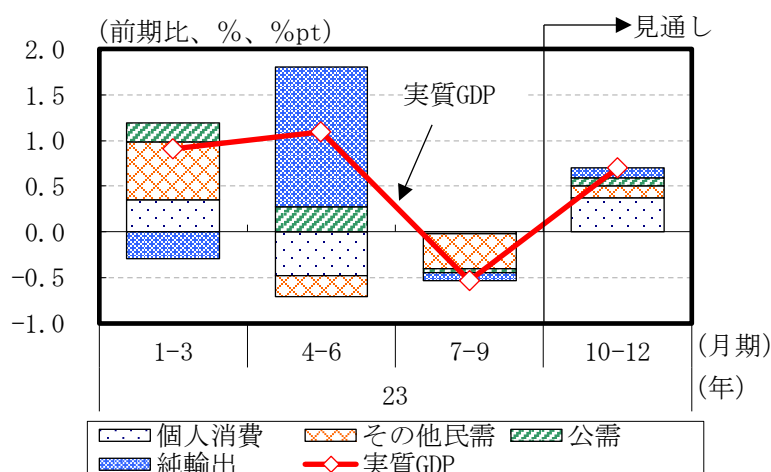 (前期比、%、%pt)
見通し
2.0
1.5
1.0
0.5
0.0
-0.5
-1.0
実質GDP
1-3 4-6 7-9 10-12 (月期)
23 (年)
個人消費 その他民需 公需
純輸出 実質GDP